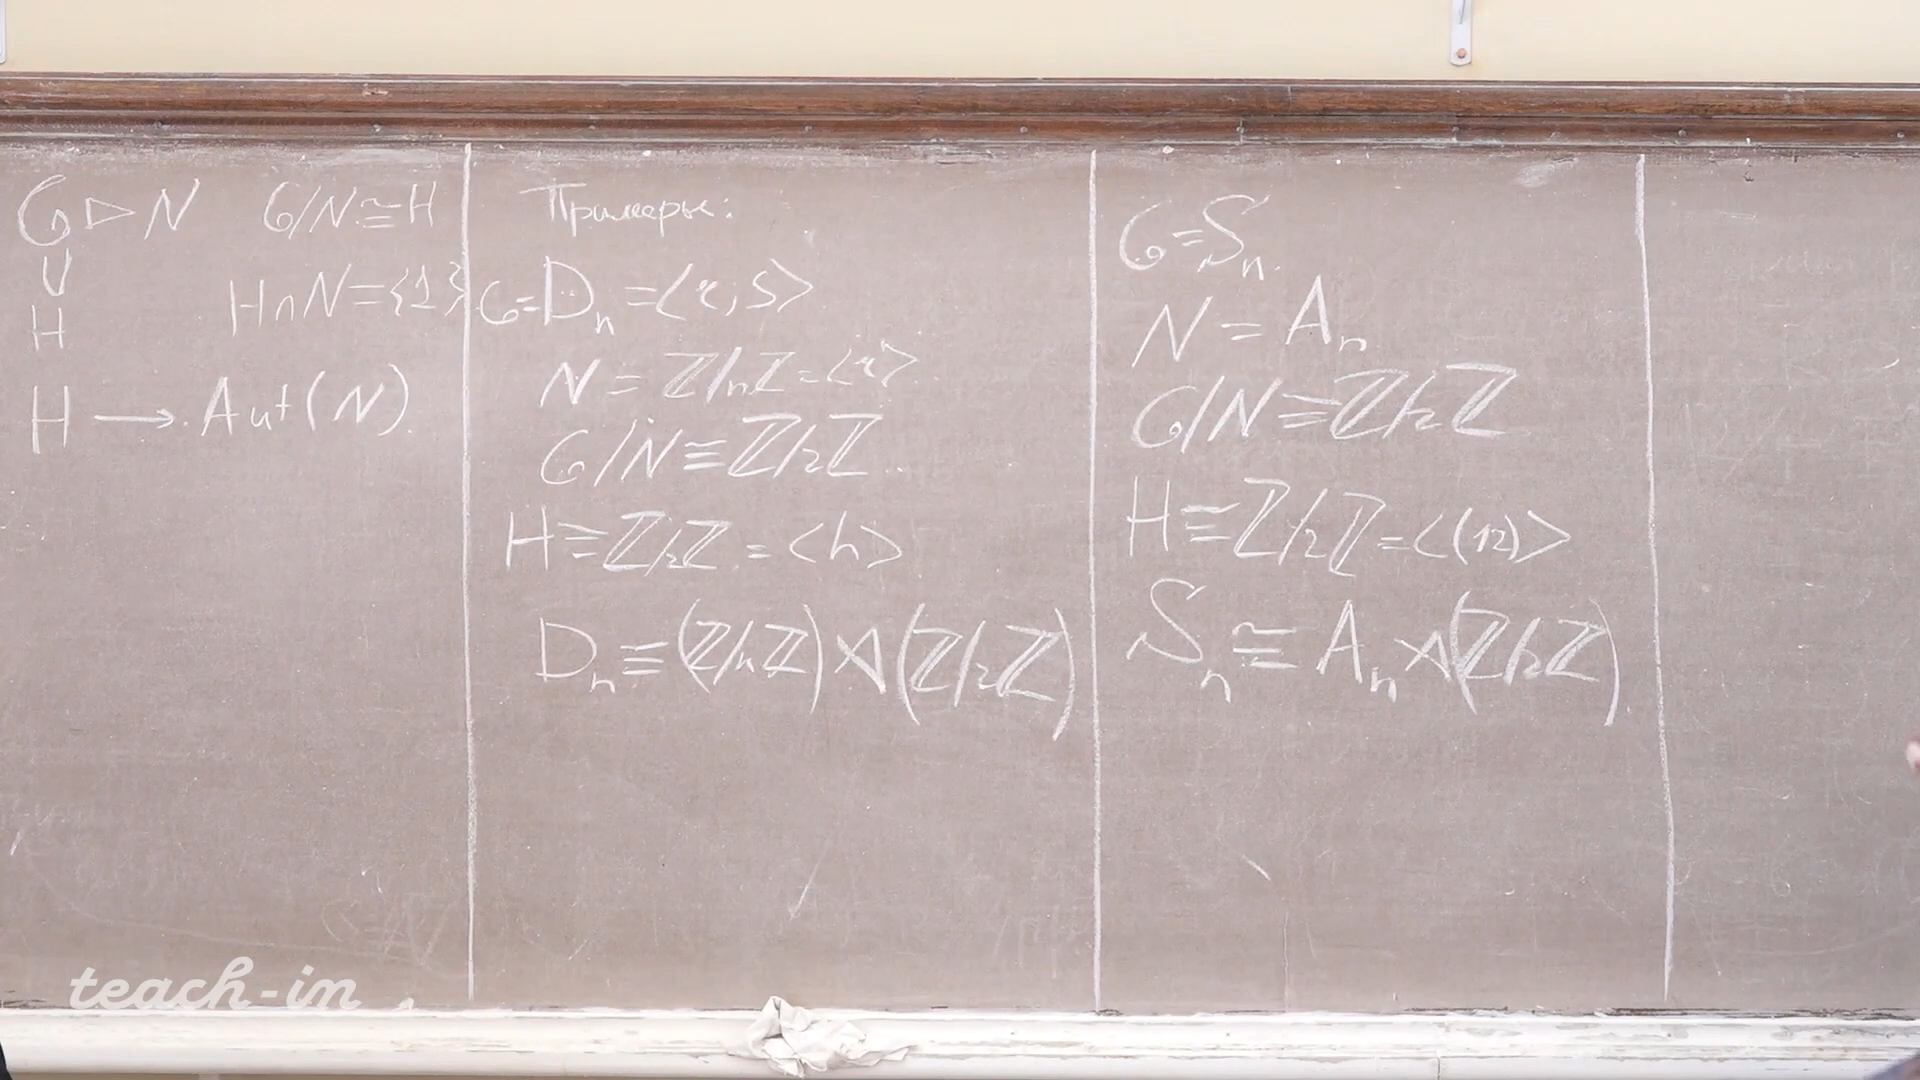 G ▷ N G/N ≅ H
∪
H H∩N={1}
H → Aut(N).
Примеры:
G=D_n=<r,s>
N = Z/nZ=<r>
G/N≅Z/2Z
H≅Z/2Z=<h>
D_n≅(Z/nZ)⋊(Z/2Z)
G=S_n.
N = A_n
G/N≅Z/2Z
H≅Z/2Z=<(12)>
S_n≅A_n⋊(Z/2Z).
teach-in